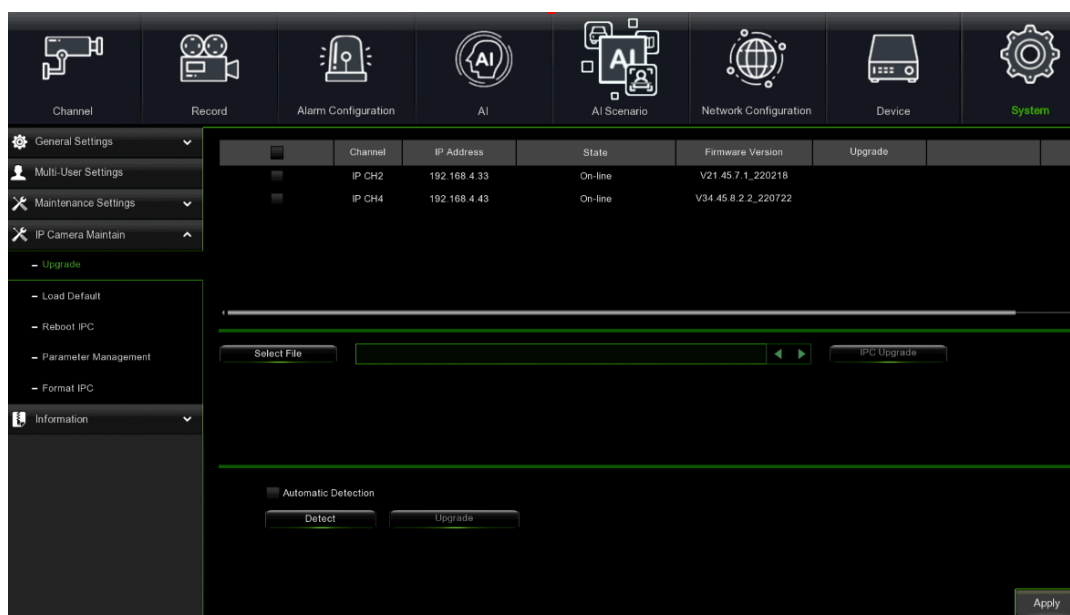 Channel Record Alarm Configuration AI AI Scenario Network Configuration Device System
AI
AI
General Settings
Multi-User Settings
Maintenance Settings
IP Camera Maintain
Upgrade
Load Default
Reboot IPC
Parameter Management
Format IPC
Information
Channel IP Address State Firmware Version Upgrade
IP CH2 192.168.4.33 On-line V21.45.7.1_220218
IP CH4 192.168.4.43 On-line V34.45.8.2.2_220722
Select File IPC Upgrade
Automatic Detection
Detect Upgrade
Apply